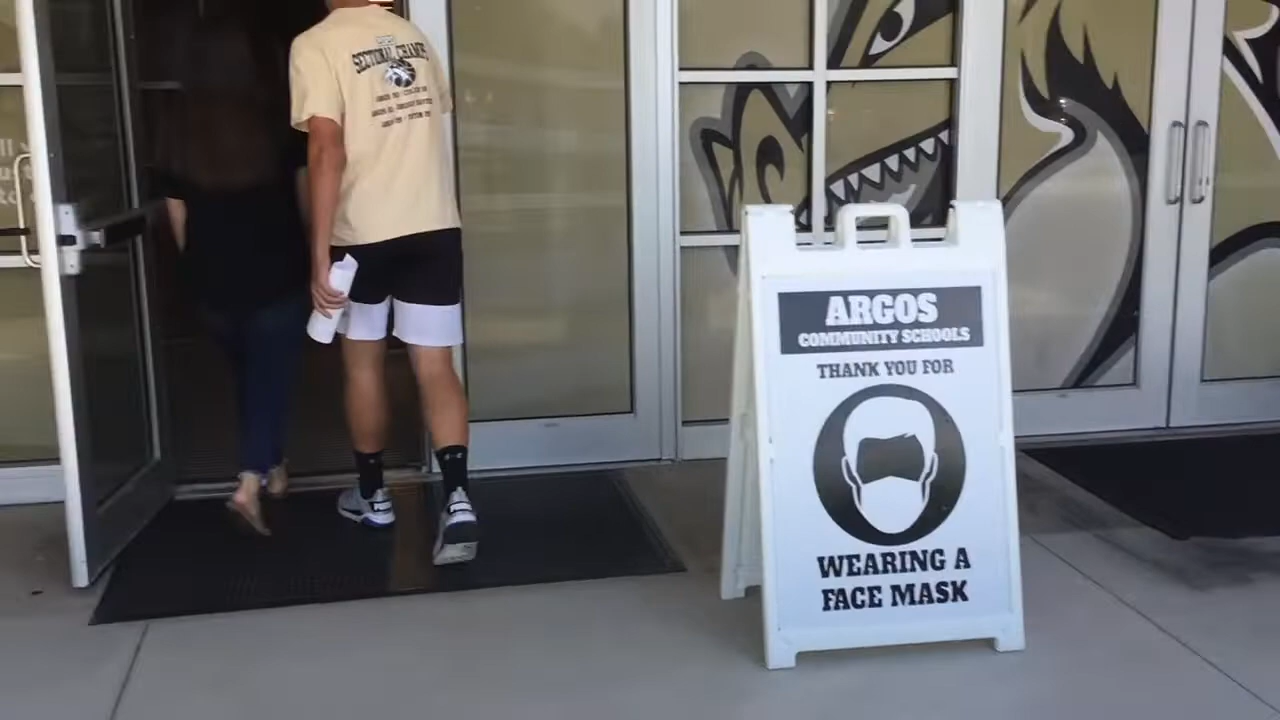 SECTIONAL CHAMPS
ARGOS
COMMUNITY SCHOOLS
THANK YOU FOR
WEARING A
FACE MASK